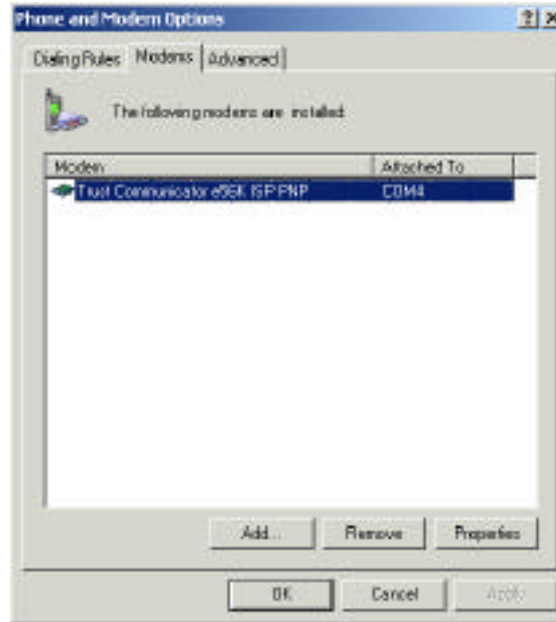 Phone and Modem Options
Dialing Rules Modems Advanced
The following modems are installed
Modem Attached To
Trust Communicator e56K ISP PNP COM4
Add... Remove Properties
OK Cancel Apply